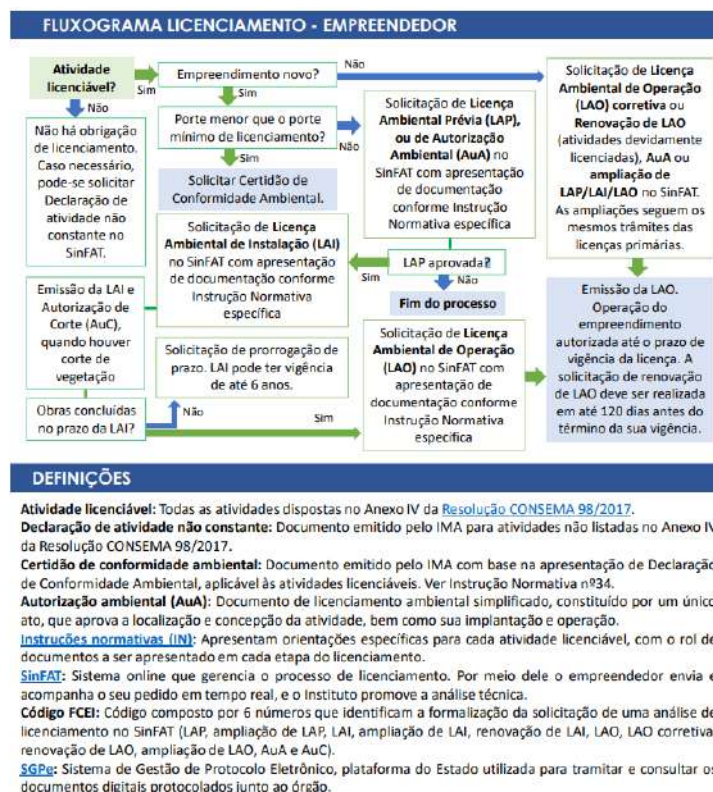 FLUXOGRAMA LICENCIAMENTO - EMPREENDEDOR
Atividade
licenciável?
Sim
Não
Empreendimento novo?
Não
Sim
Não há obrigação
de licenciamento.
Caso necessário,
pode-se solicitar
Declaração de
atividade não
constante no
SinFAT.
Porte menor que o porte
mínimo de licenciamento?
Não
Sim
Solicitar Certidão de
Conformidade Ambiental.
Solicitação de Licença
Ambiental Prévia (LAP),
ou de Autorização
Ambiental (AuA) no
SinFAT com apresentação
de documentação
conforme Instrução
Normativa específica
Solicitação de Licença
Ambiental de Operação
(LAO) corretiva ou
Renovação de LAO
(atividades devidamente
licenciadas), AuA ou
ampliação de
LAP/LAI/LAO no SinFAT.
As ampliações seguem os
mesmos trâmites das
licenças primárias.
LAP aprovada?
Sim
Não
Fim do processo
Solicitação de Licença
Ambiental de Instalação (LAI)
no SinFAT com apresentação
de documentação conforme
Instrução Normativa
específica
Emissão da LAI e
Autorização de
Corte (AuC),
quando houver
corte de
vegetação
Obras concluídas
no prazo da LAI?
Não
Sim
Solicitação de prorrogação de
prazo. LAI pode ter vigência
de até 6 anos.
Solicitação de Licença
Ambiental de Operação
(LAO) no SinFAT com
apresentação de
documentação conforme
Instrução Normativa
específica
Emissão da LAO.
Operação do
empreendimento
autorizada até o prazo de
vigência da licença. A
solicitação de renovação
de LAO deve ser realizada
em até 120 dias antes do
término da sua vigência.
DEFINIÇÕES
Atividade licenciável: Todas as atividades dispostas no Anexo IV da Resolução CONSEMA 98/2017.
Declaração de atividade não constante: Documento emitido pelo IMA para atividades não listadas no Anexo IV
da Resolução CONSEMA 98/2017.
Certidão de conformidade ambiental: Documento emitido pelo IMA com base na apresentação de Declaração
de Conformidade Ambiental, aplicável às atividades licenciáveis. Ver Instrução Normativa nº34.
Autorização ambiental (AuA): Documento de licenciamento ambiental simplificado, constituído por um único
ato, que aprova a localização e concepção da atividade, bem como sua implantação e operação.
Instruções normativas (IN): Apresentam orientações específicas para cada atividade licenciável, com o rol de
documentos a ser apresentado em cada etapa do licenciamento.
SinFAT: Sistema online que gerencia o processo de licenciamento. Por meio dele o empreendedor envia e
acompanha o seu pedido em tempo real, e o Instituto promove a análise técnica.
Código FCEI: Código composto por 6 números que identificam a formalização da solicitação de uma análise de
licenciamento no SinFAT (LAP, ampliação de LAP, LAI, ampliação de LAI, renovação de LAI, LAO, LAO corretiva,
renovação de LAO, ampliação de LAO, AuA e AuC).
SGPe: Sistema de Gestão de Protocolo Eletrônico, plataforma do Estado utilizada para tramitar e consultar os
documentos digitais protocolados junto ao órgão.